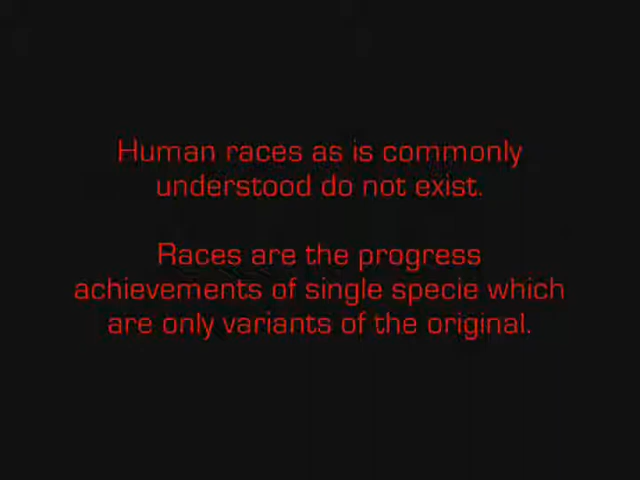 Human races as is commonly
understood do not exist.
Races are the progress
achievements of single specie which
are only variants of the original.